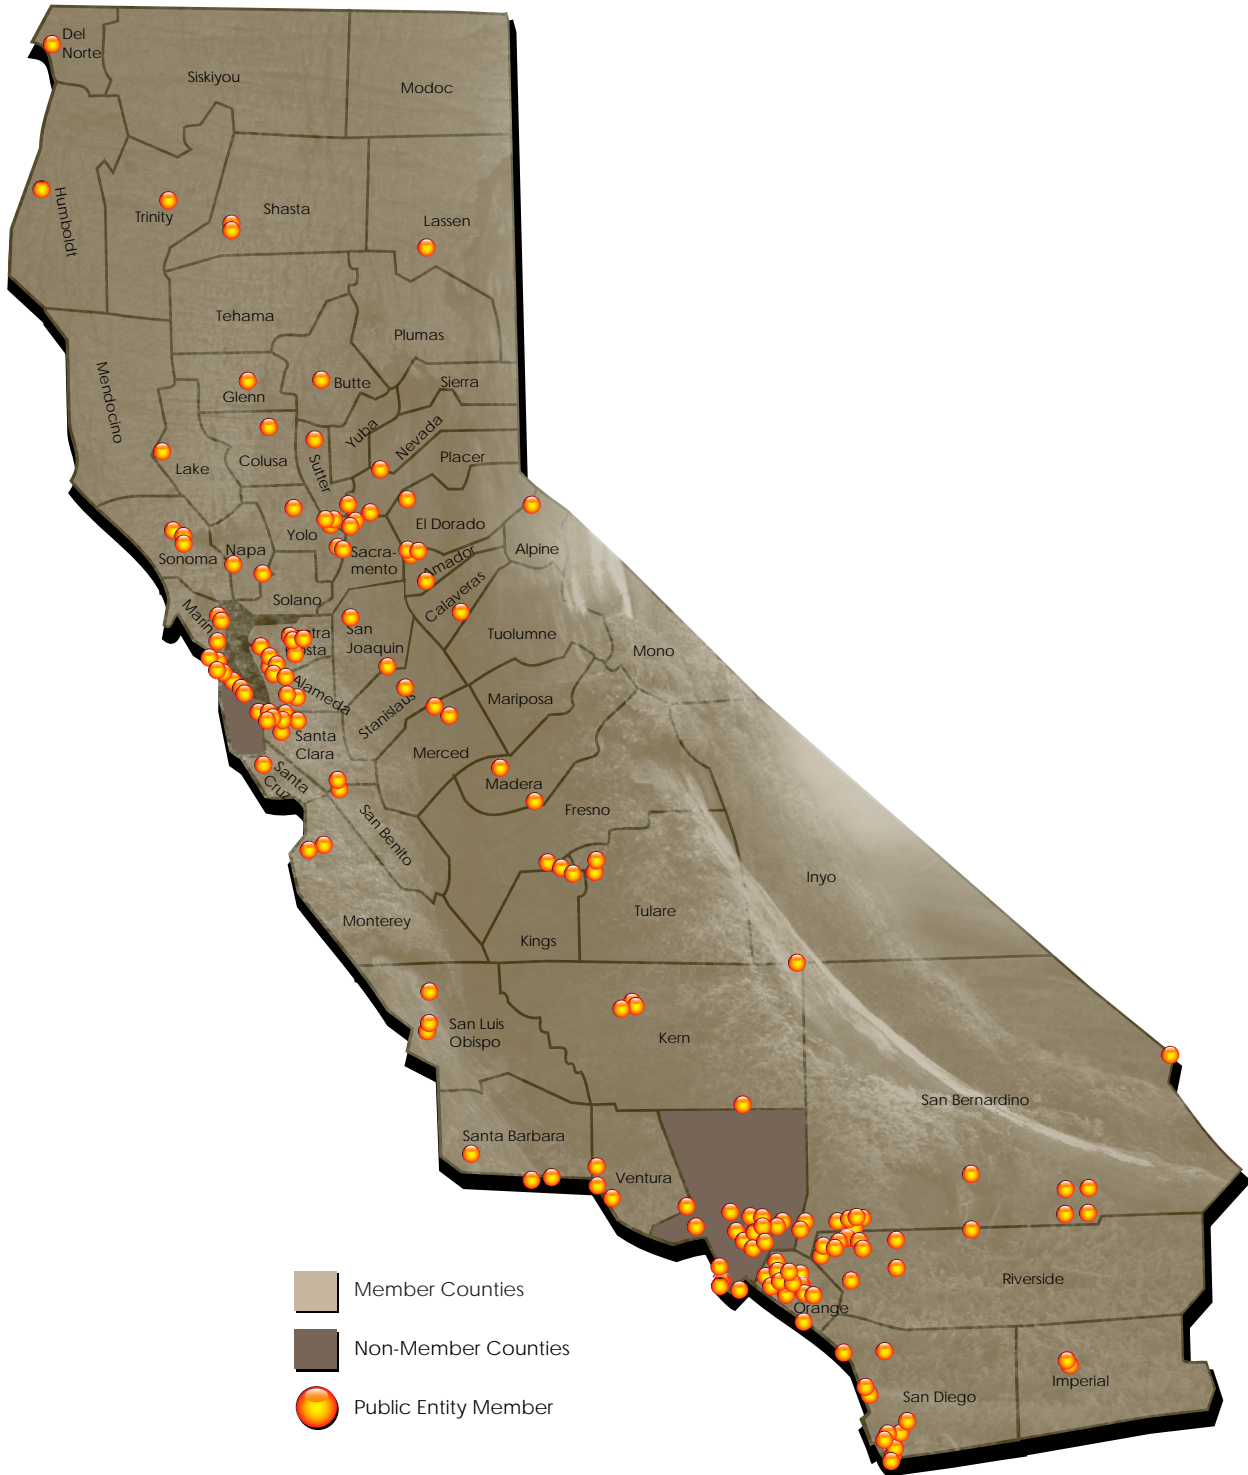 Del
Norte
Siskiyou
Modoc
Humboldt
Trinity
Shasta
Lassen
Tehama
Plumas
Mendocino
Glenn
Butte
Sierra
Yuba
Nevada
Lake
Colusa
Sutter
Placer
Yolo
El Dorado
Sonoma
Napa
Sacra-
mento
Amador
Alpine
Solano
Calaveras
Marin
Contra
Costa
San
Joaquin
Tuolumne
Mono
Alameda
Stanislaus
Mariposa
Santa
Clara
Merced
Santa
Cruz
Madera
San Benito
Fresno
Inyo
Monterey
Tulare
Kings
San Luis
Obispo
Kern
San Bernardino
Santa Barbara
Ventura
Riverside
Orange
San Diego
Imperial
Member Counties
Non-Member Counties
Public Entity Member